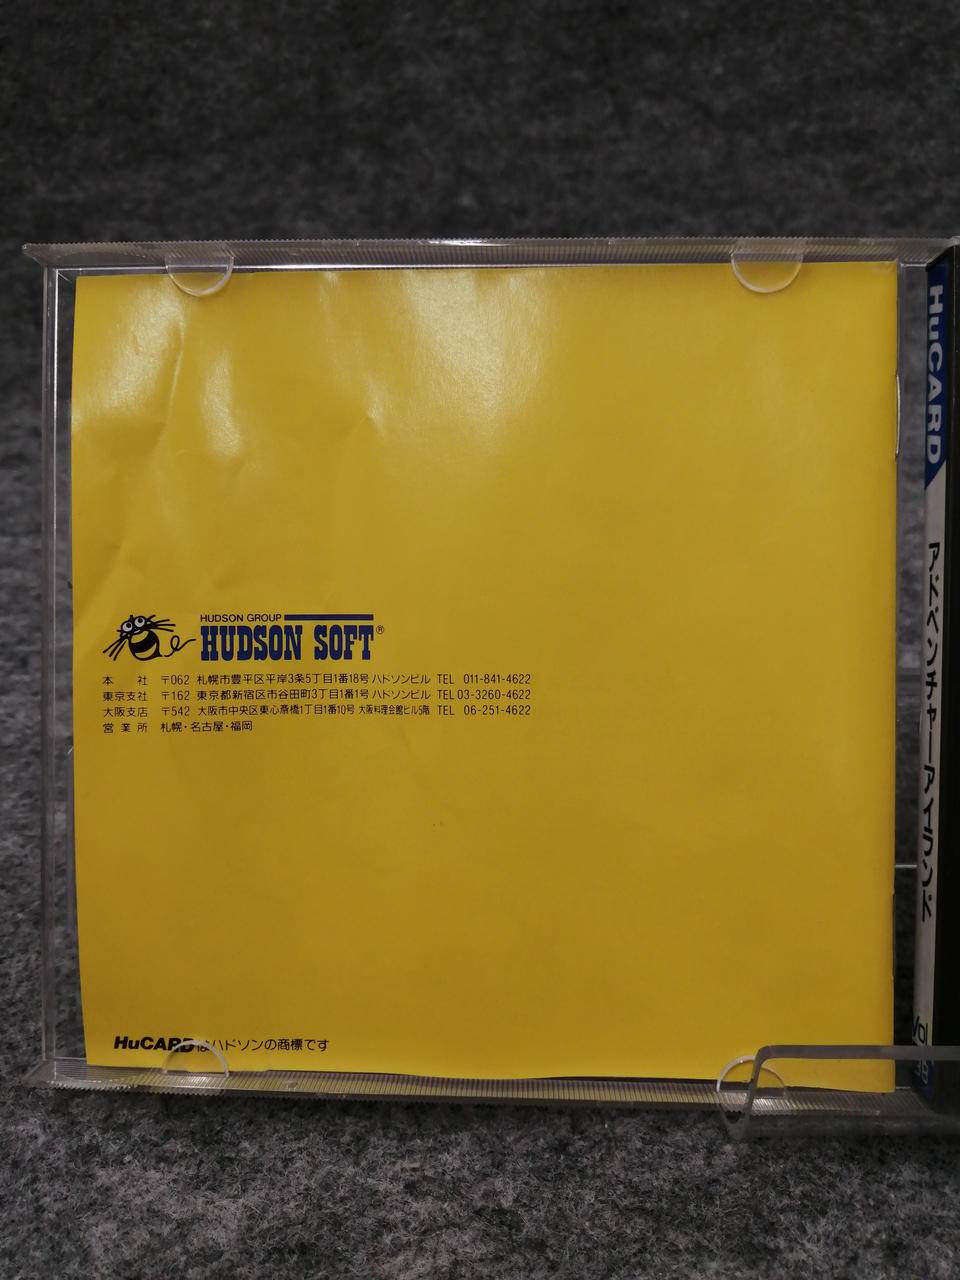 HUDSON GROUP
HUDSON SOFT®
本 社 〒062 札幌市豊平区平岸3条5丁目1番18号 ハドソンビル TEL 011-841-4622
東京支社 〒162 東京都新宿区市谷田町3丁目1番1号 ハドソンビル TEL 03-3260-4622
大阪支店 〒542 大阪市中央区東心斎橋1丁目1番10号 大阪料理会館ビル5階 TEL 06-251-4622
営業所 札幌・名古屋・福岡
HuCARDはハドソンの商標です
HuCARD
アドベンチャーアイランド
Vol